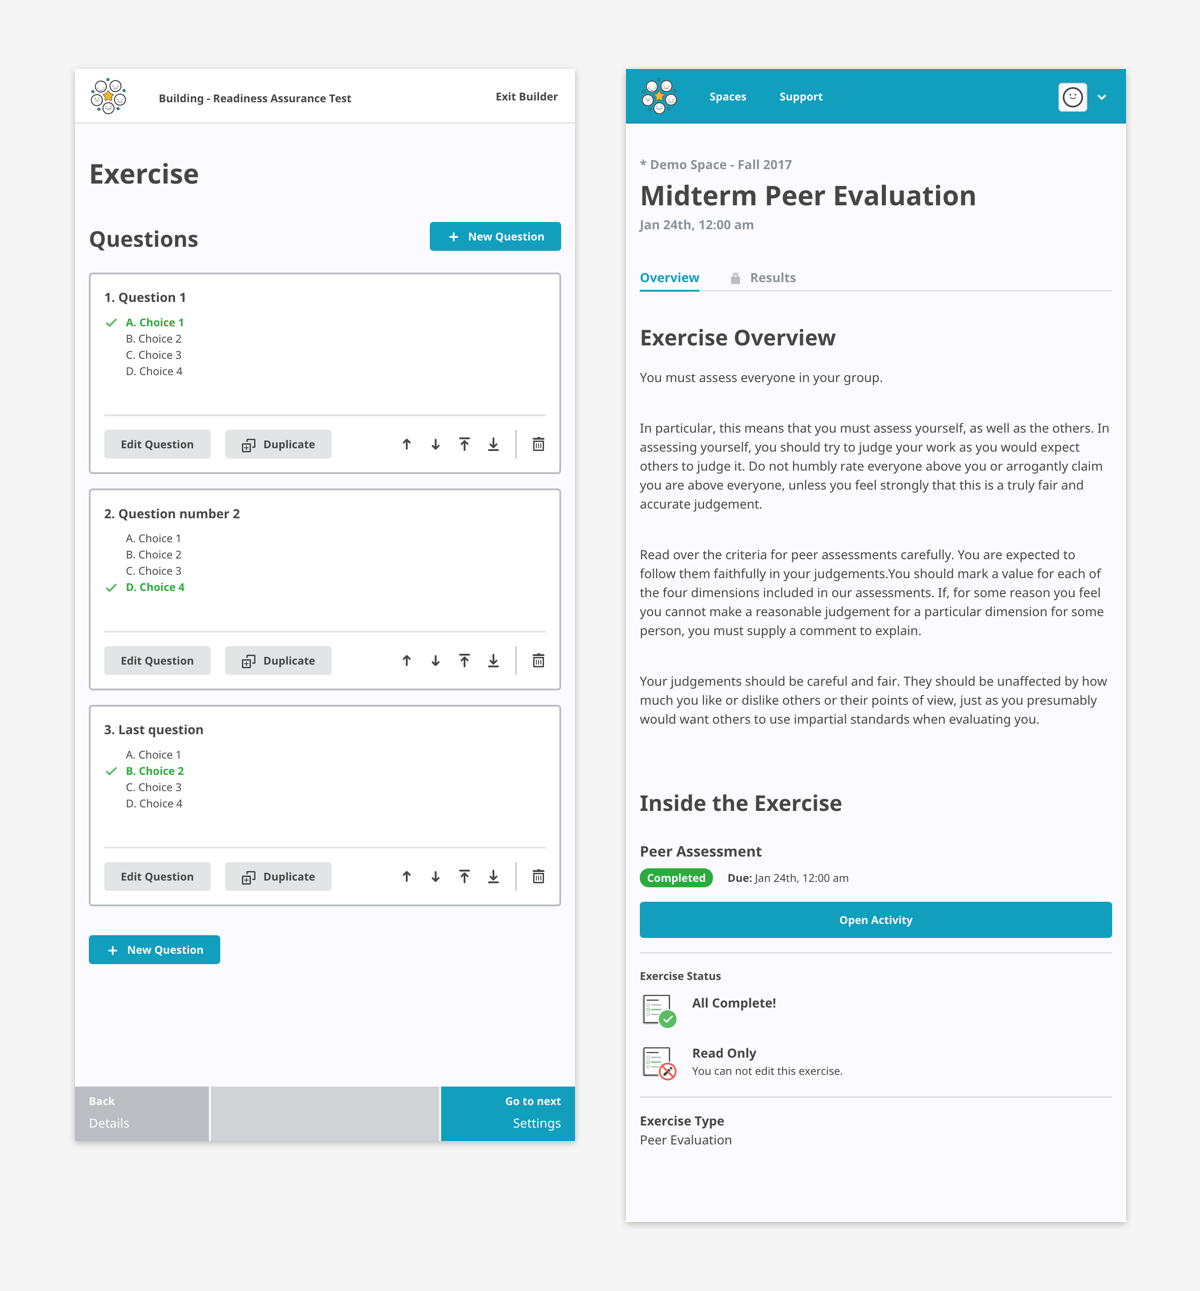 Building - Readiness Assurance Test
Exit Builder
Exercise
Questions
+ New Question
1. Question 1
A. Choice 1
B. Choice 2
C. Choice 3
D. Choice 4
Edit Question
Duplicate
2. Question number 2
A. Choice 1
B. Choice 2
C. Choice 3
D. Choice 4
Edit Question
Duplicate
3. Last question
A. Choice 1
B. Choice 2
C. Choice 3
D. Choice 4
Edit Question
Duplicate
+ New Question
Back
Details
Go to next
Settings
Spaces
Support
* Demo Space - Fall 2017
Midterm Peer Evaluation
Jan 24th, 12:00 am
Overview
Results
Exercise Overview
You must assess everyone in your group.
In particular, this means that you must assess yourself, as well as the others. In
assessing yourself, you should try to judge your work as you would expect
others to judge it. Do not humbly rate everyone above you or arrogantly claim
you are above everyone, unless you feel strongly that this is a truly fair and
accurate judgement.
Read over the criteria for peer assessments carefully. You are expected to
follow them faithfully in your judgements.You should mark a value for each of
the four dimensions included in our assessments. If, for some reason you feel
you cannot make a reasonable judgement for a particular dimension for some
person, you must supply a comment to explain.
Your judgements should be careful and fair. They should be unaffected by how
much you like or dislike others or their points of view, just as you presumably
would want others to use impartial standards when evaluating you.
Inside the Exercise
Peer Assessment
Completed
Due: Jan 24th, 12:00 am
Open Activity
Exercise Status
All Complete!
Read Only
You can not edit this exercise.
Exercise Type
Peer Evaluation